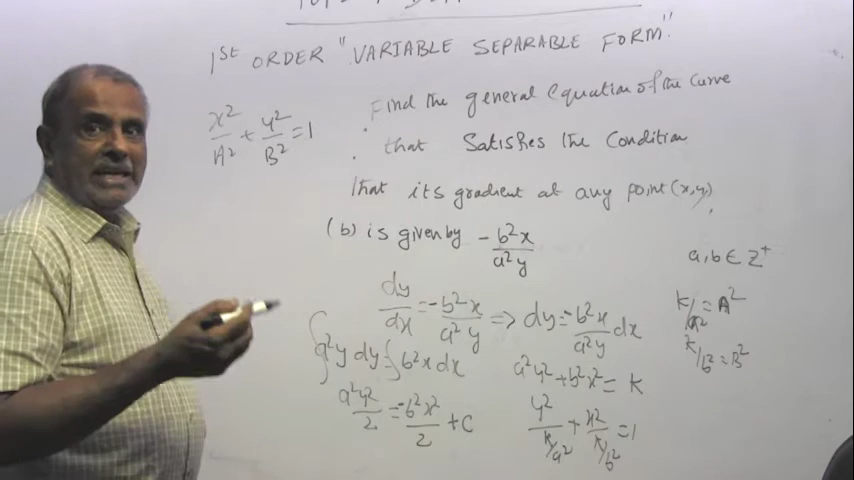 1ST ORDER "VARIABLE SEPARABLE FORM"
x²/A² + y²/B² = 1
Find the general equation of the curve
that satisfies the condition
that its gradient at any point (x,y)
(b) is given by -b²x/a²y
a,b ∈ Z⁺
dy/dx = -b²x/a²y ⇒ dy = -b²x/a²y dx
∫a²y dy = ∫b²x dx
a²y²/2 = -b²x²/2 + C
a²y² + b²x² = K
y²/K/a² + x²/K/b² = 1
K/a² = A²
K/b² = B²